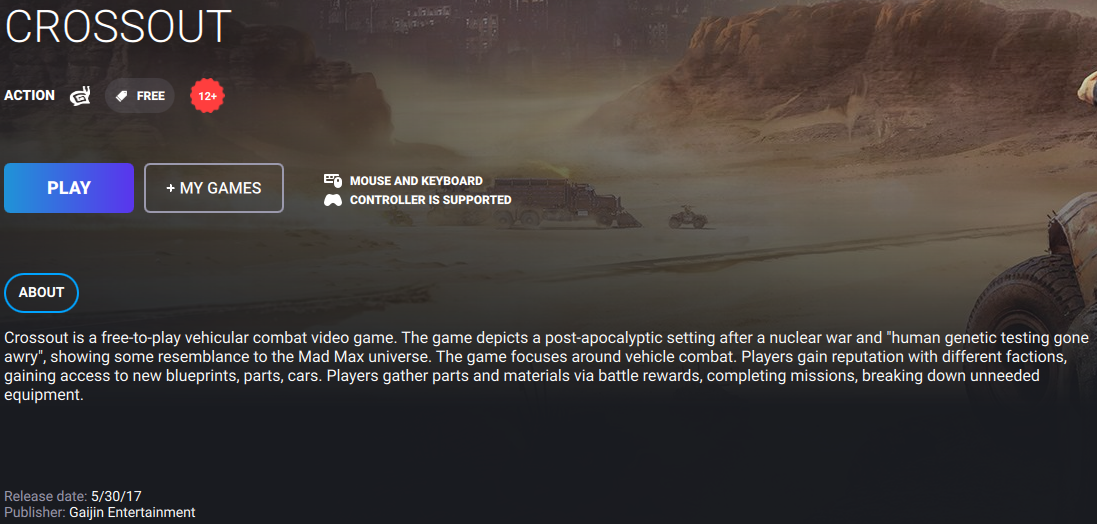 CROSSOUT
ACTION FREE 12+
PLAY + MY GAMES MOUSE AND KEYBOARD
CONTROLLER IS SUPPORTED
ABOUT
Crossout is a free-to-play vehicular combat video game. The game depicts a post-apocalyptic setting after a nuclear war and "human genetic testing gone
awry", showing some resemblance to the Mad Max universe. The game focuses around vehicle combat. Players gain reputation with different factions,
gaining access to new blueprints, parts, cars. Players gather parts and materials via battle rewards, completing missions, breaking down unneeded
equipment.
Release date: 5/30/17
Publisher: Gaijin Entertainment